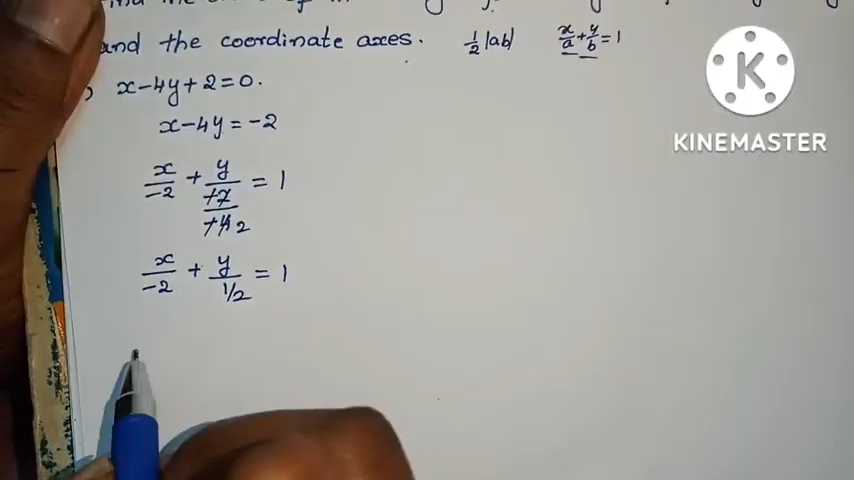 and the coordinate axes. 1/2 |ab| x/a + y/b = 1
x-4y+2=0.
x-4y=-2
x/-2 + y/(+2/+4 2) = 1
x/-2 + y/(1/2) = 1
K
KINEMASTER